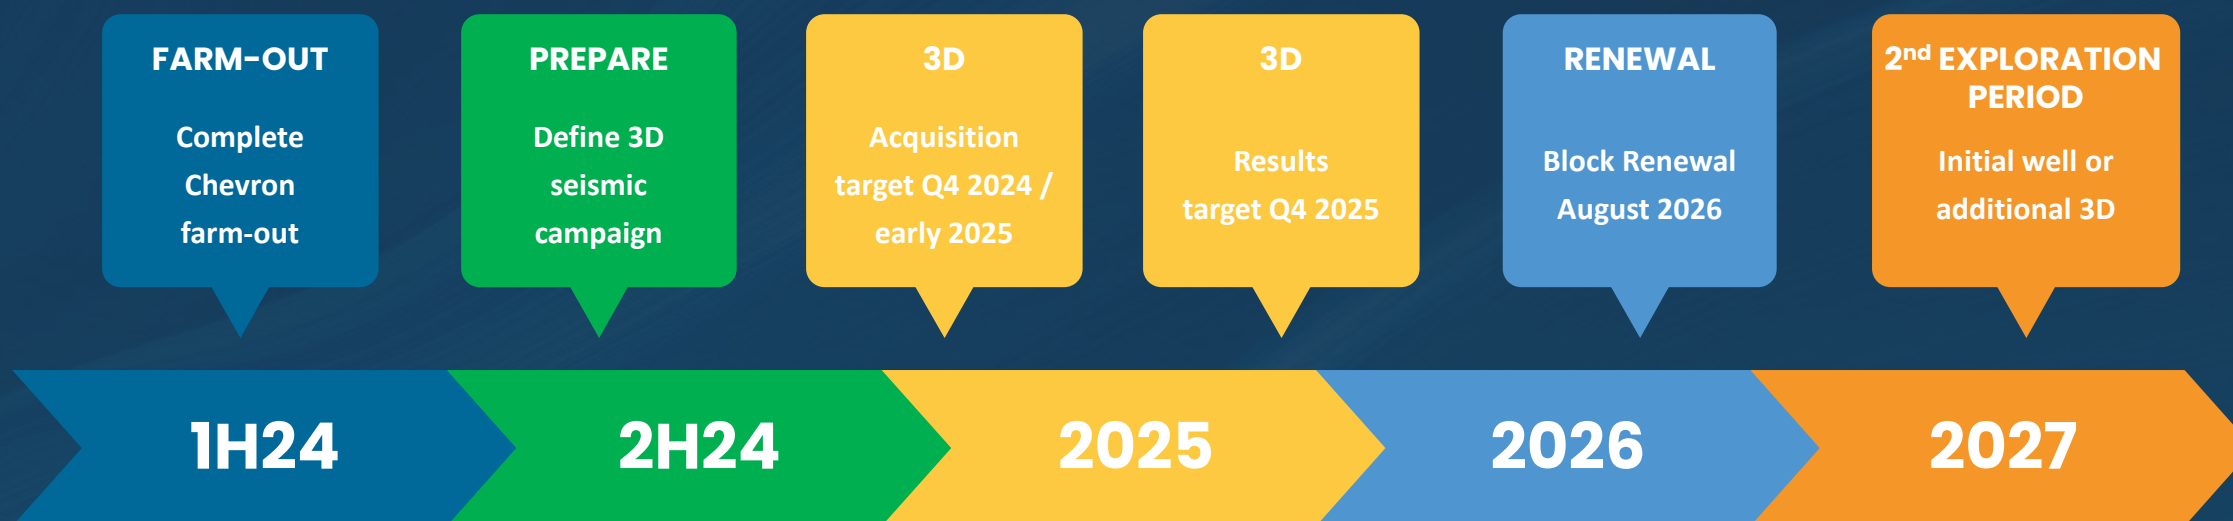 FARM-OUT
Complete
Chevron
farm-out
PREPARE
Define 3D
seismic
campaign
3D
Acquisition
target Q4 2024 /
early 2025
3D
Results
target Q4 2025
RENEWAL
Block Renewal
August 2026
2nd EXPLORATION
PERIOD
Initial well or
additional 3D
1H24
2H24
2025
2026
2027